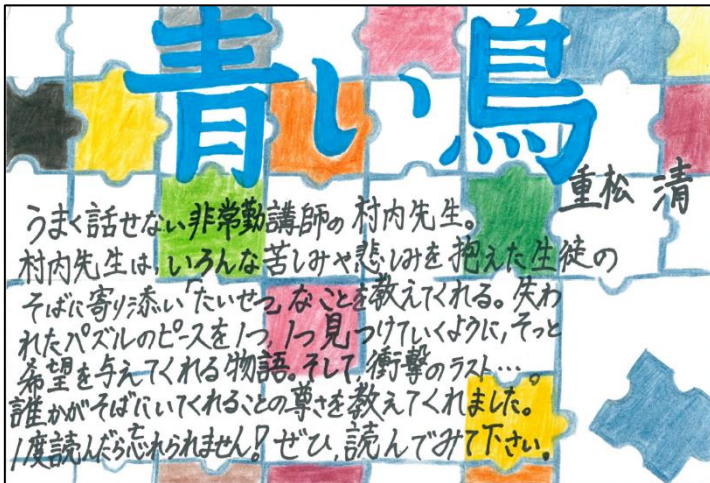 青い鳥
重松 清
うまく話せない非常勤講師の村内先生。
村内先生は、いろんな苦しみや悲しみを抱えた生徒の
そばに寄り添い「たいせつ」なことを教えてくれる。失わ
れたパズルのピースを1つ、1つ見つけていくように、そっと
希望を与えてくれる物語。そして、衝撃のラスト…。
誰かがそばにいてくれることの尊さを教えてくれました。
1度読んだら忘れられません!ぜひ、読んでみて下さい。